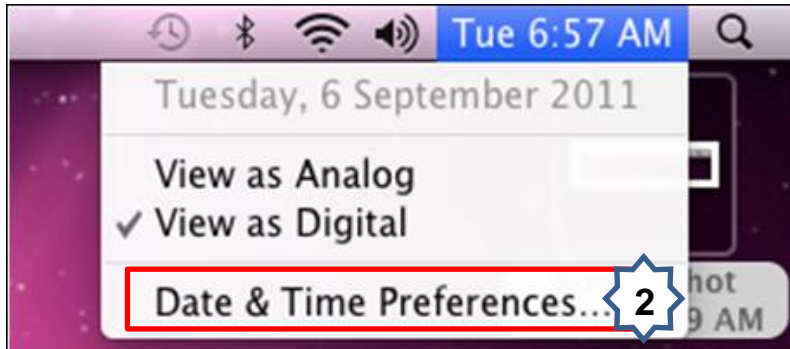 Tue 6:57 AM
Tuesday, 6 September 2011
View as Analog
View as Digital
Date & Time Preferences...
2
hot
9 AM